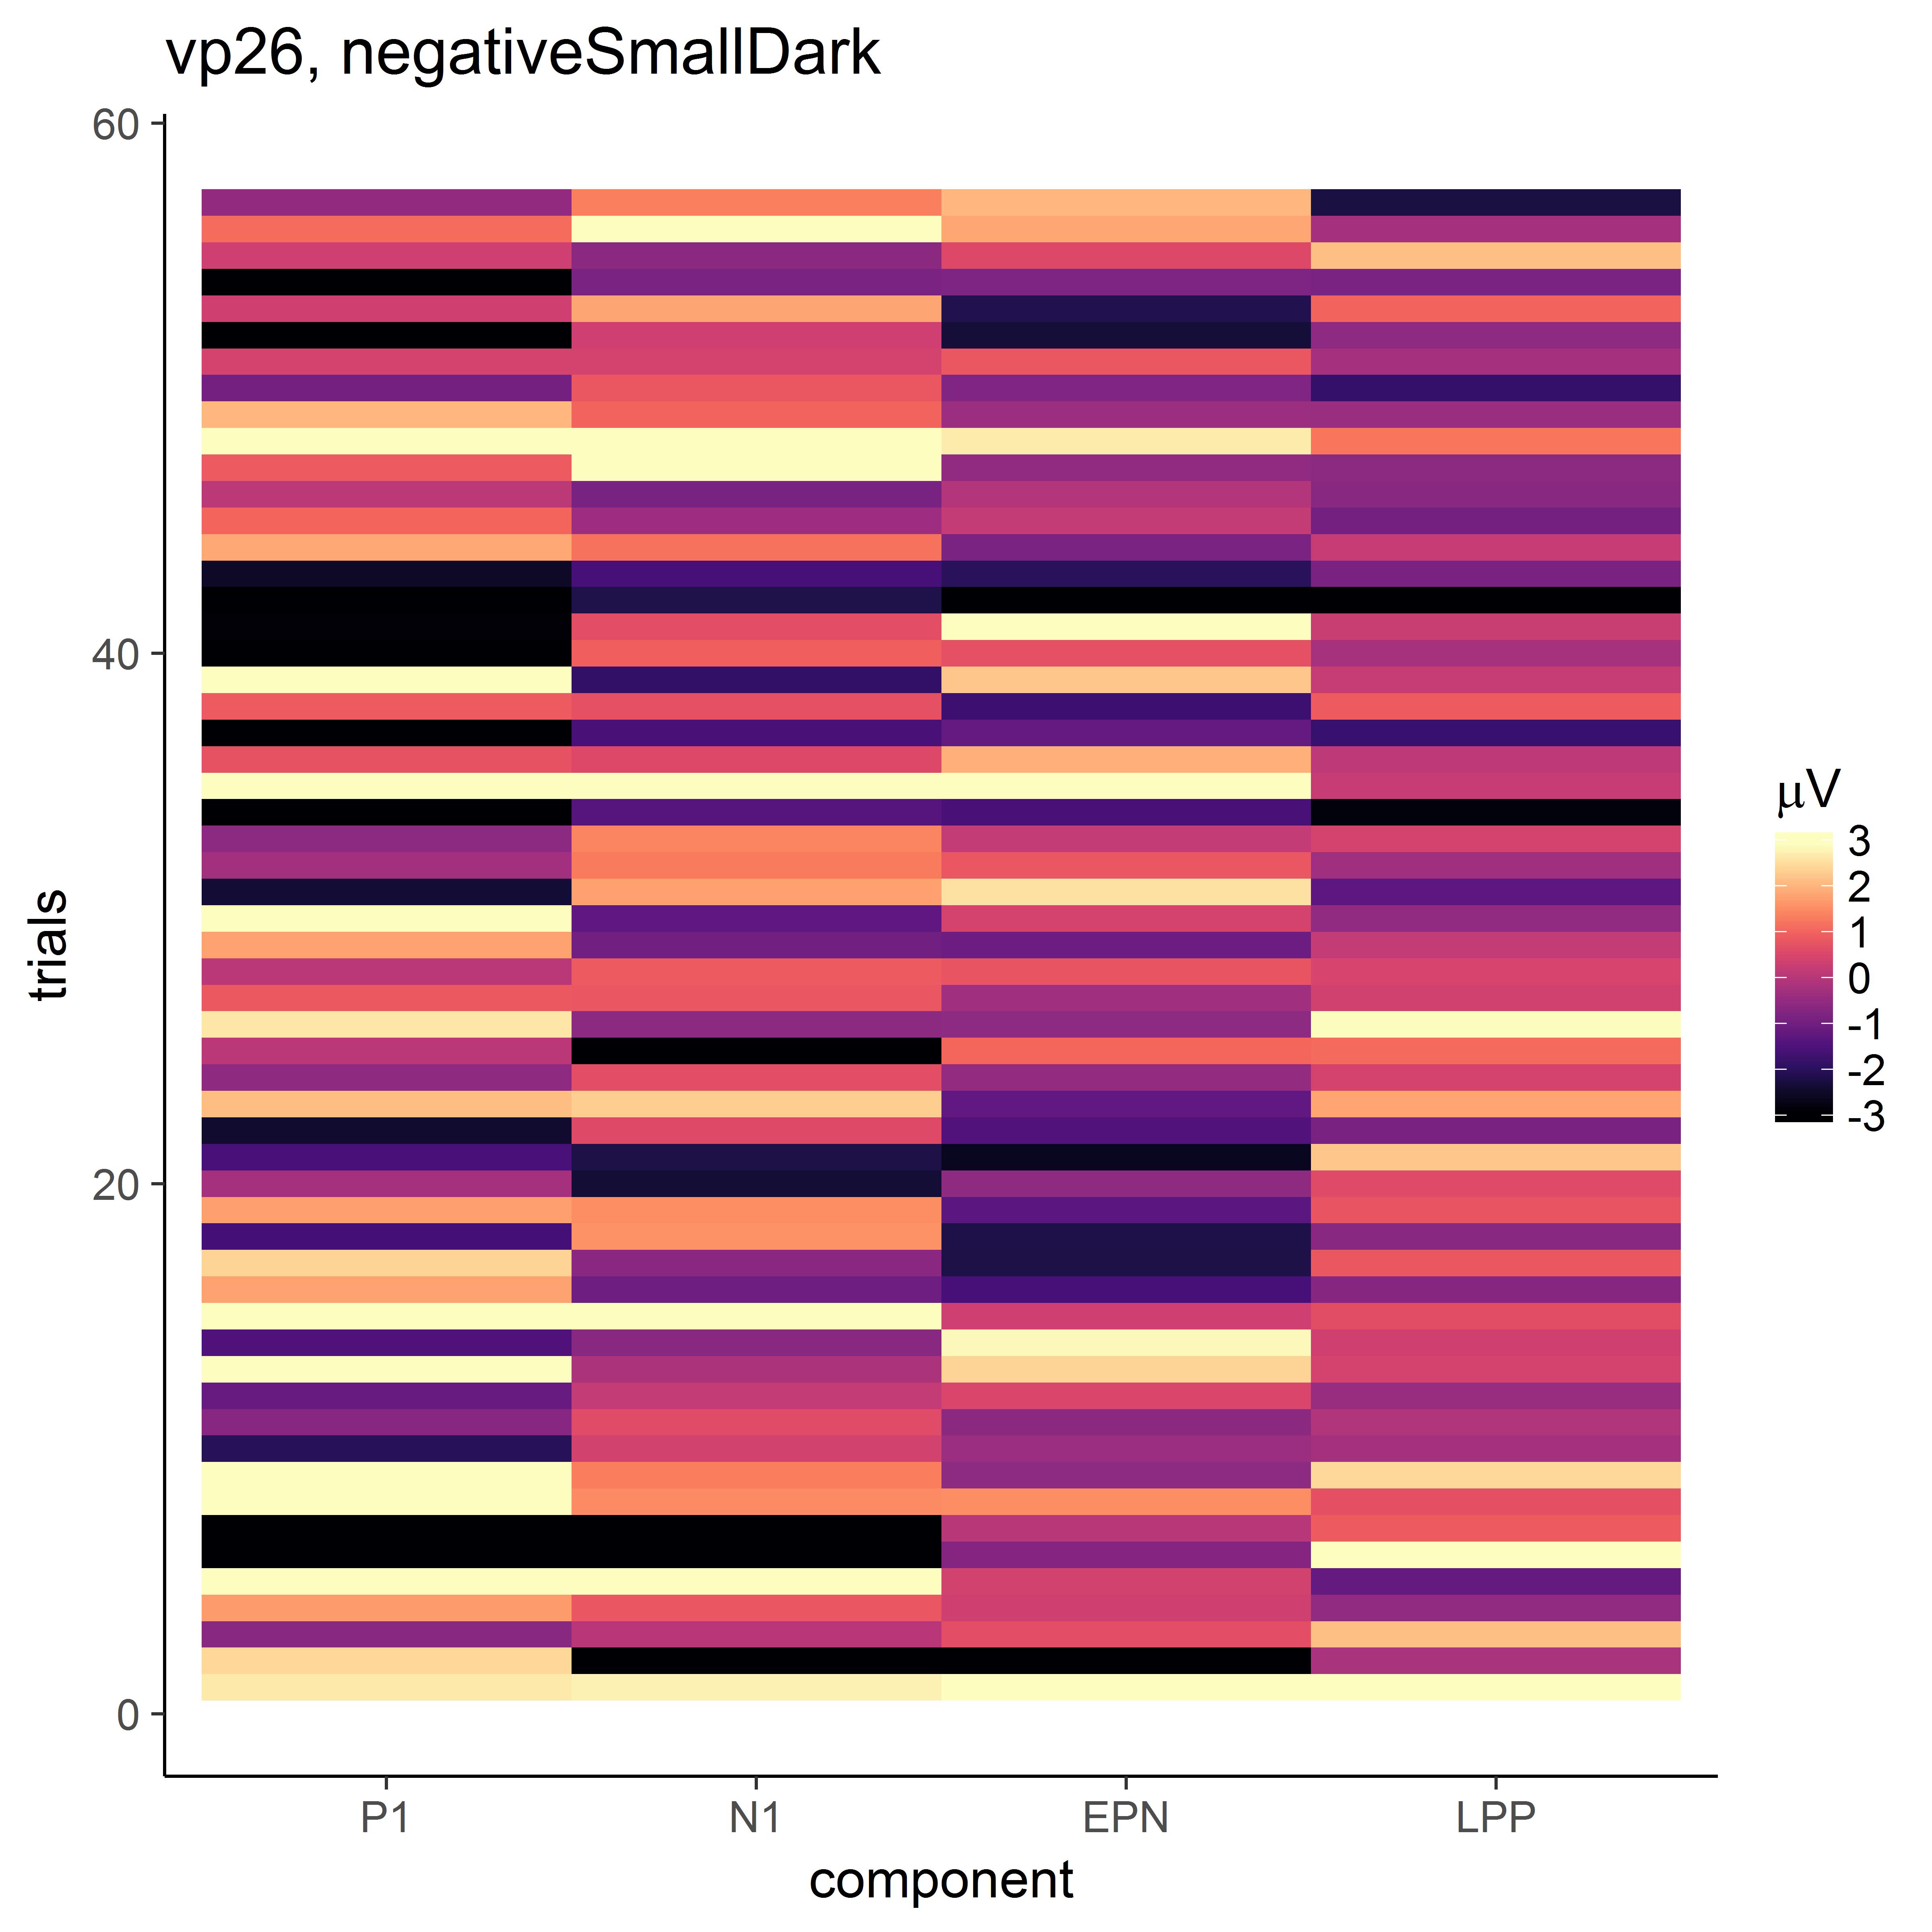 vp26, negativeSmallDark
60
40
20
0
trials
P1 N1 EPN LPP
component
μV
3
2
1
0
-1
-2
-3